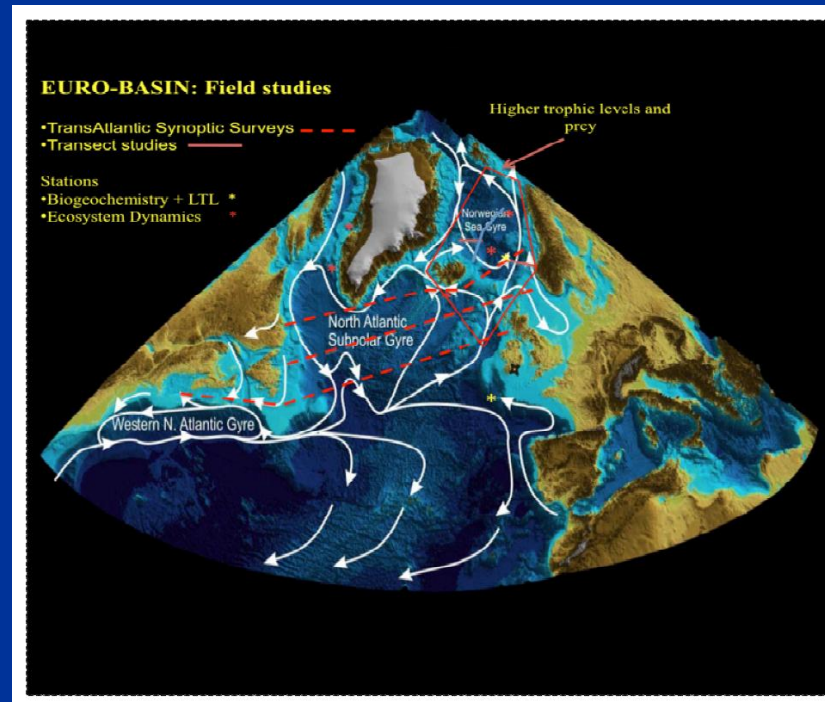 EURO-BASIN: Field studies
•TransAtlantic Synoptic Surveys
•Transect studies
Stations
•Biogeochemistry + LTL *
•Ecosystem Dynamics *
Higher trophic levels and
prey
Norwegian
Sea Gyre
North Atlantic
Subpolar Gyre
Western N. Atlantic Gyre